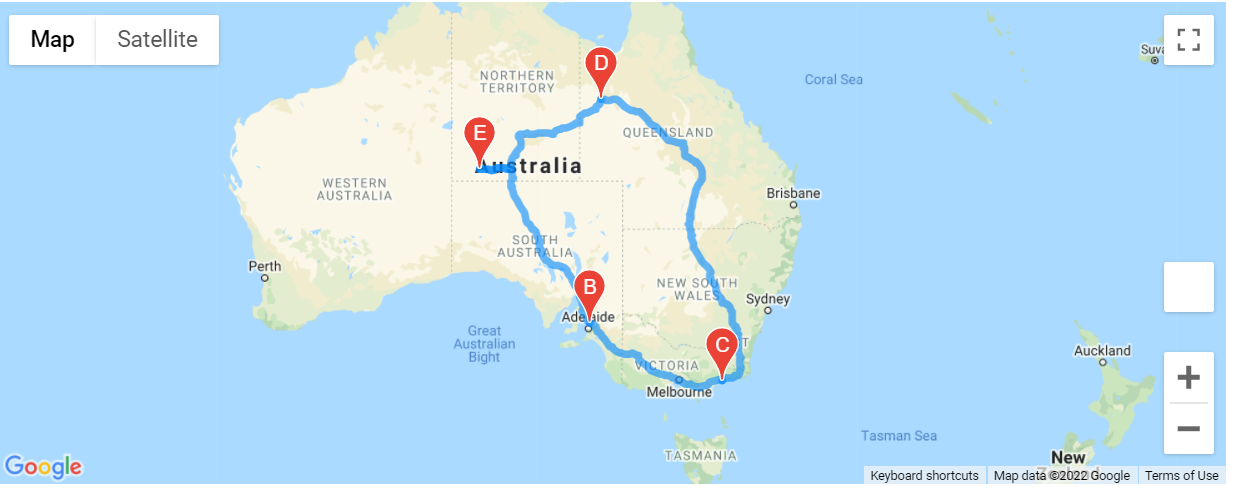 Map
Satellite
Suva
Coral Sea
D
NORTHERN
TERRITORY
QUEENSLAND
E
Australia
WESTERN
AUSTRALIA
Brisbane
SOUTH
AUSTRALIA
Perth
B
NEW SOUTH
WALES
Sydney
Adelaide
Great
Australian
Bight
C
T
VICTORIA
Melbourne
Auckland
Tasman Sea
TASMANIA
New
Google
Keyboard shortcuts
Map data ©2022 Google
Terms of Use